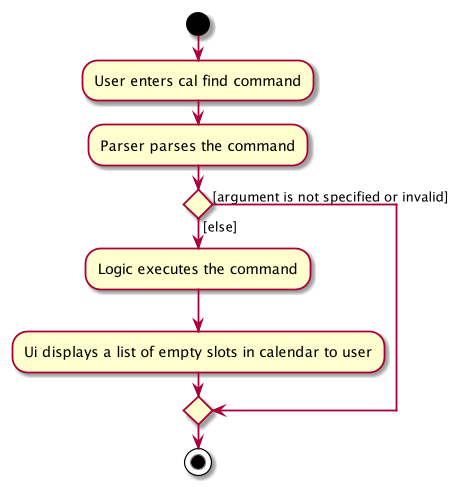 User enters cal find command
Parser parses the command
[argument is not specified or invalid]
[else]
Logic executes the command
Ui displays a list of empty slots in calendar to user